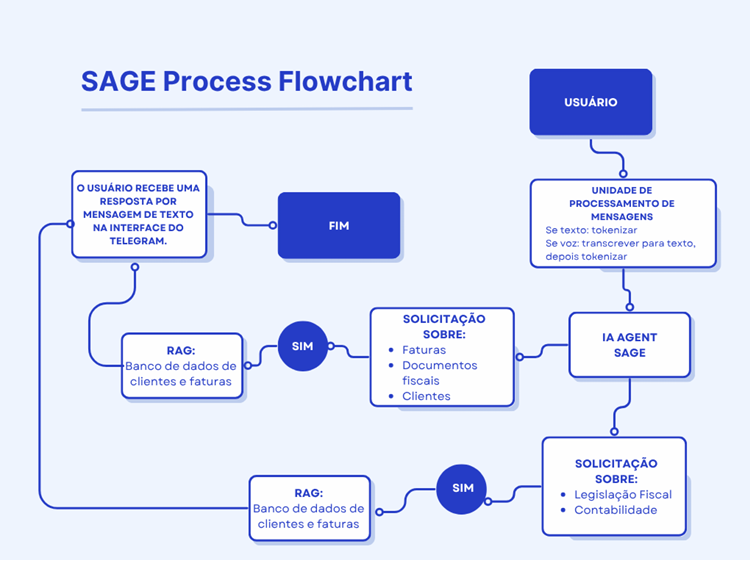 SAGE Process Flowchart
USUÁRIO
UNIDADE DE
PROCESSAMENTO DE
MENSAGENS
Se texto: tokenizar
Se voz: transcrever para texto,
depois tokenizar
O USUÁRIO RECEBE UMA
RESPOSTA POR
MENSAGEM DE TEXTO
NA INTERFACE DO
TELEGRAM.
FIM
IA AGENT
SAGE
SOLICITAÇÃO
SOBRE:
• Faturas
• Documentos
fiscais
• Clientes
SIM
RAG:
Banco de dados de
clientes e faturas
SOLICITAÇÃO
SOBRE:
• Legislação Fiscal
• Contabilidade
SIM
RAG:
Banco de dados de
clientes e faturas